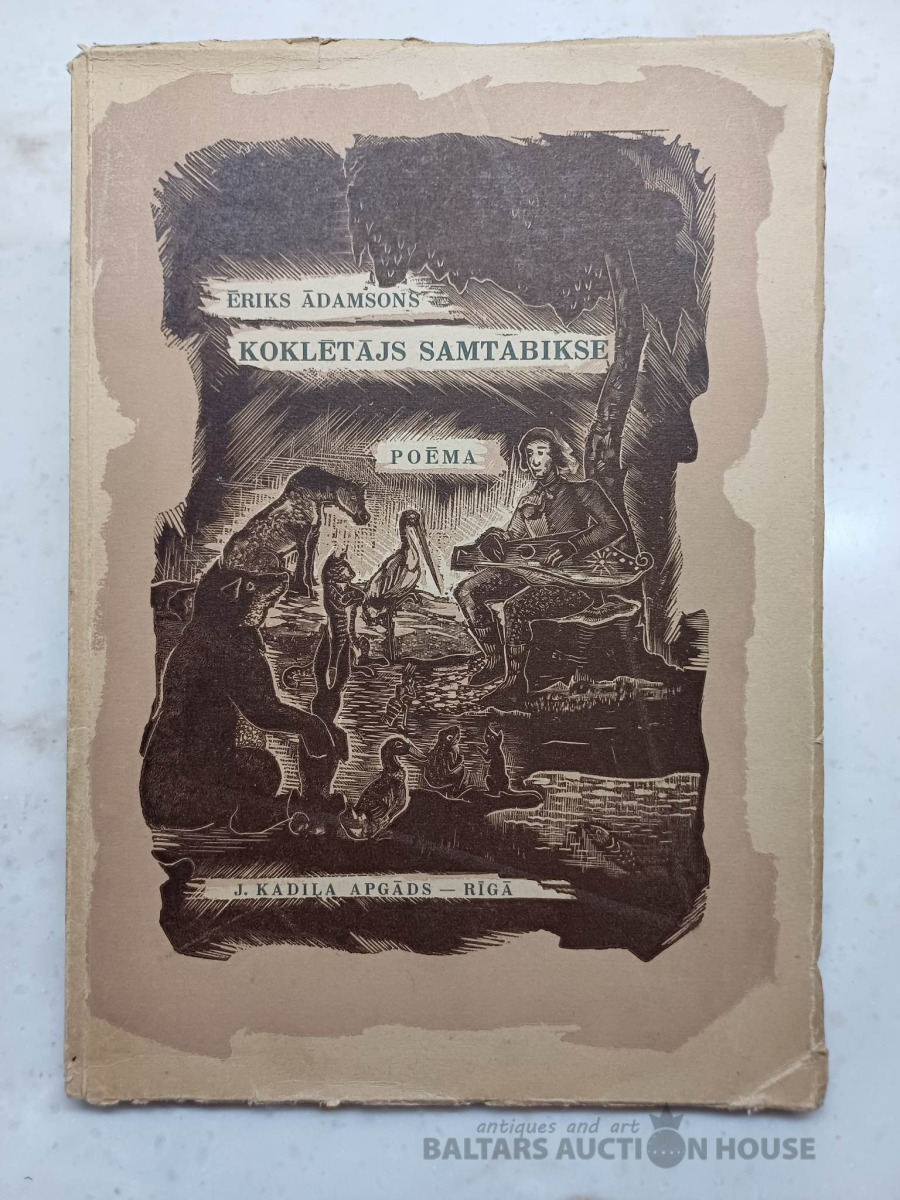 ĒRIKS ĀDAMSONS
KOKLĒTĀJS SAMTABIKSE
POĒMA
J. KADIĻA APGĀDS — RĪGĀ
antiques and art
BALTARS AUCTION HOUSE